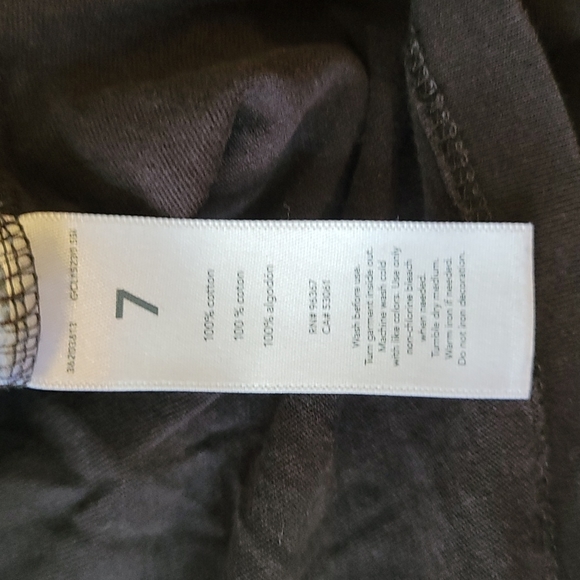 7
100% cotton
100 % coton
100% algodón
RN# 96267
CA# 53061
Wash before use.
Turn garment inside out.
Machine wash cold
with like colors. Use only
non-chlorine bleach
when needed.
Tumble dry medium.
Warm iron if needed.
Do not iron decoration.